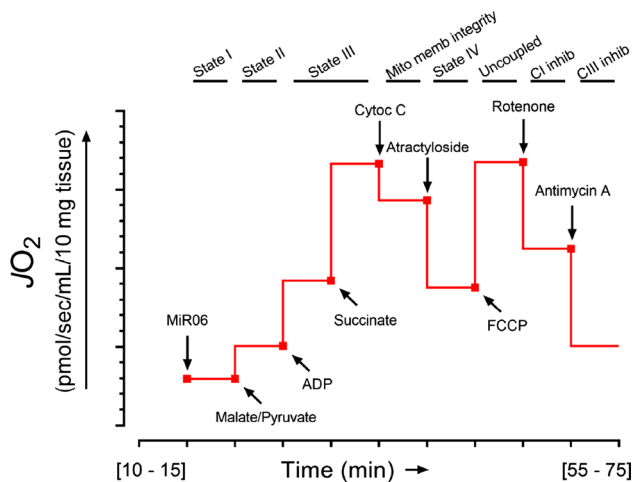 State I
State II
State III
Mito memb integrity
State IV
Uncoupled
CI inhib
CIII inhib
Cytoc C
Rotenone
Atractyloside
Antimycin A
JO2
(pmol/sec/mL/10 mg tissue)
MiR06
Succinate
FCCP
ADP
Malate/Pyruvate
[10 - 15]
Time (min)
[55 - 75]